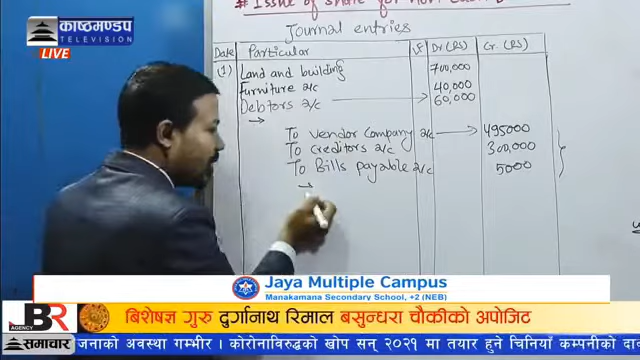 # Issue of share for non cash
काष्ठमण्डप
TELEVISION
LIVE
Journal entries
Date Particular L.F Dr (RS) Cr. (RS)
(1) Land and building 700,000
Furniture a/c 40,000
Debtors a/c 60,000
To vendor company a/c 495000
To creditors a/c 300,000
To Bills payable a/c 5000
Jaya Multiple Campus
Manakamana Secondary School, +2 (NEB)
JBR
AGENCY
बिशेषज्ञ गुरु दुर्गानाथ रिमाल बसुन्धरा चौकीको अपोजिट
समाचार
जनाको अवस्था गम्भीर । कोरोनाविरुद्धको खोप सन् २०२१ मा तयार हुने चिनियाँ कम्पनीको